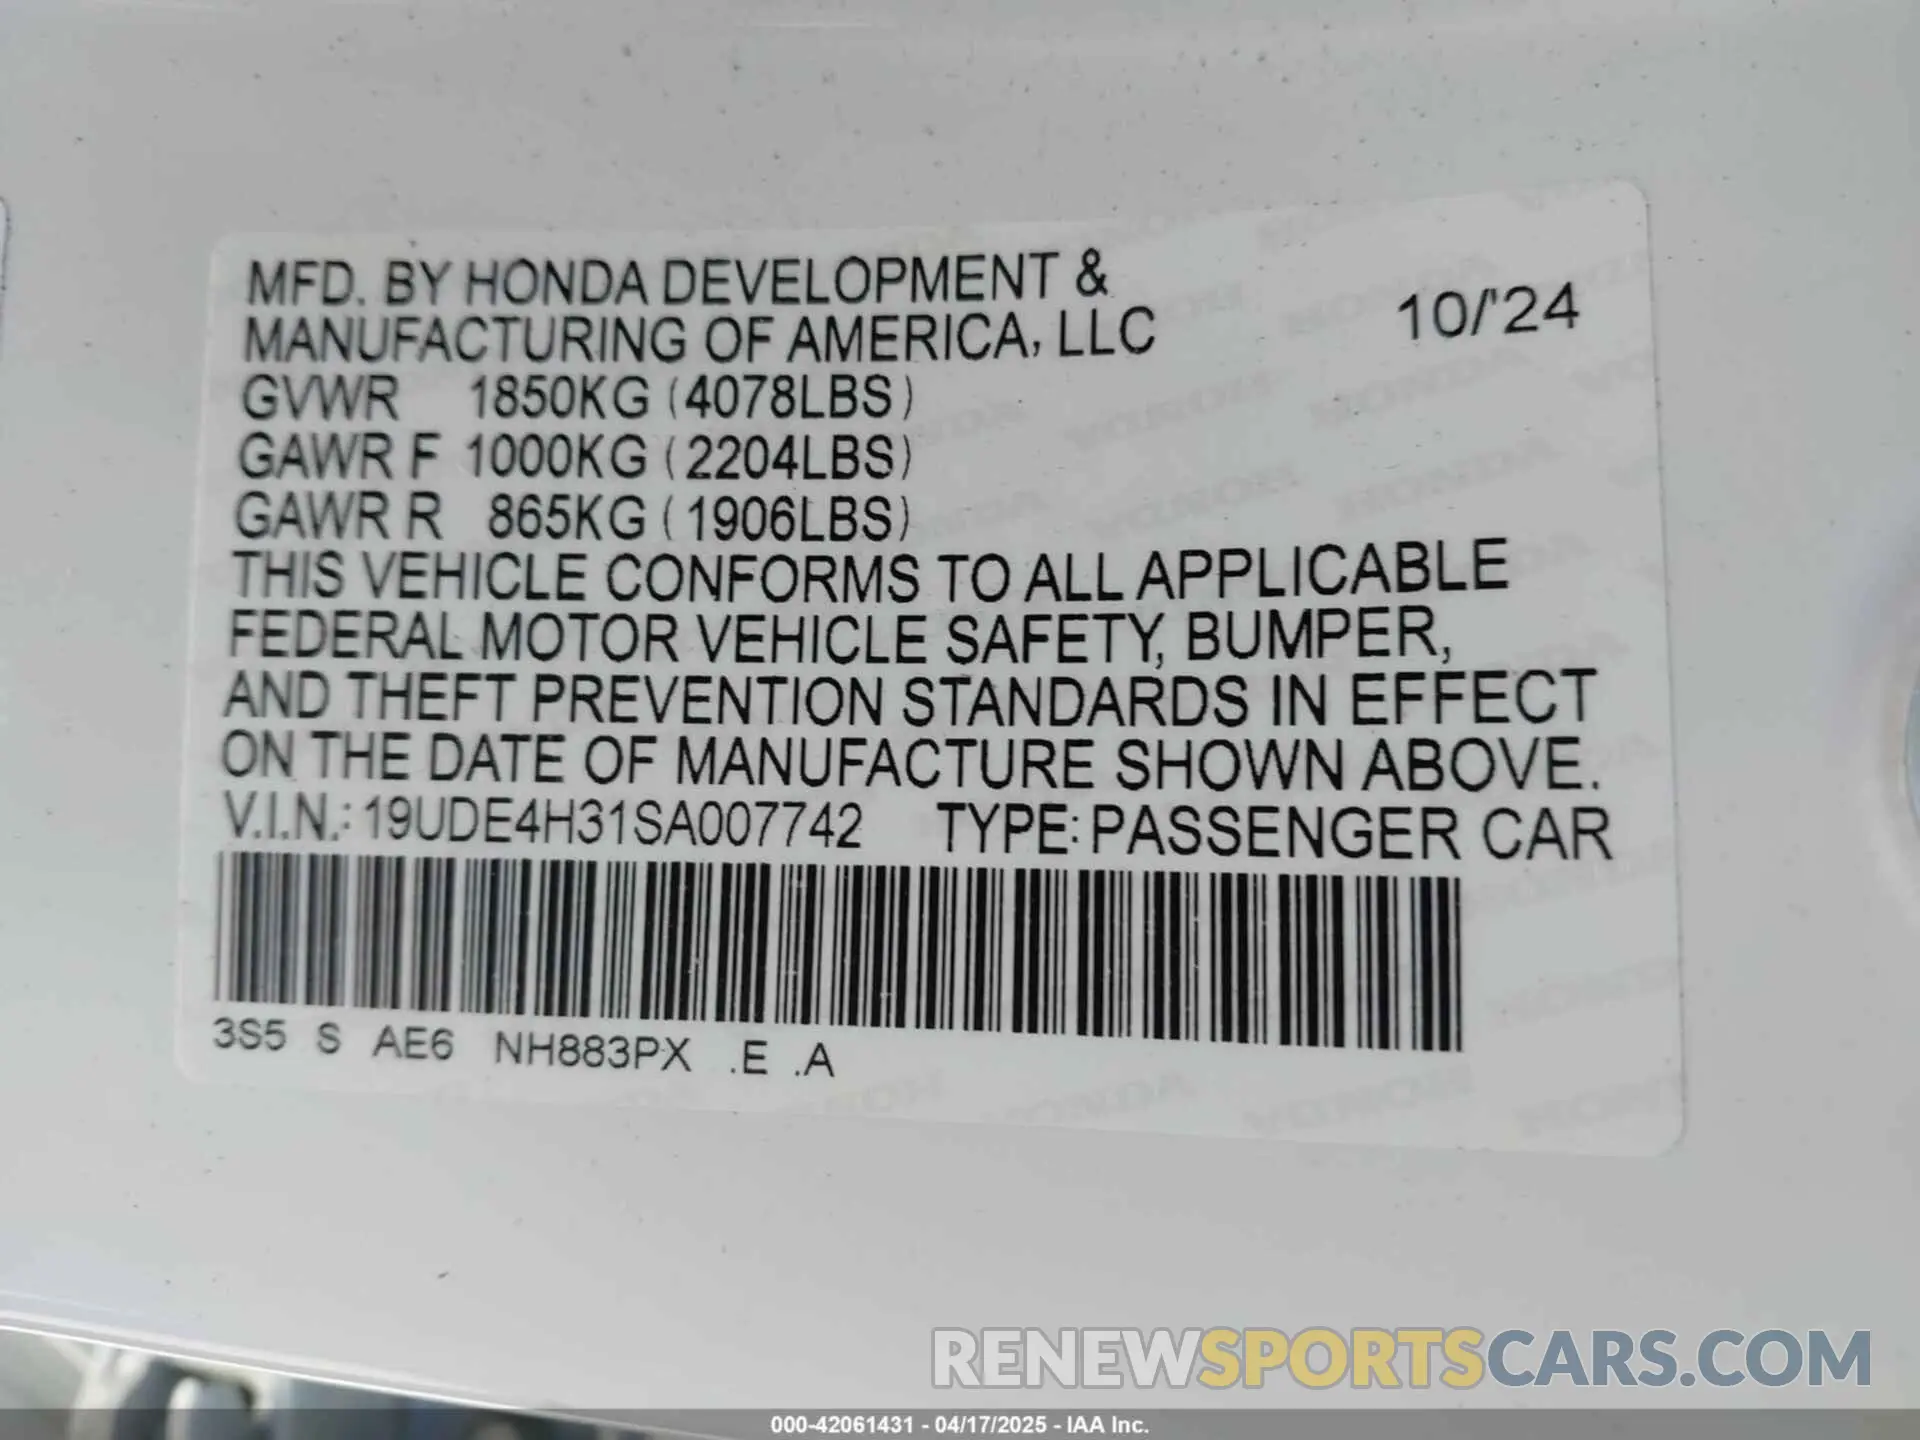 MFD. BY HONDA DEVELOPMENT &
MANUFACTURING OF AMERICA, LLC 10/'24
GVWR 1850KG (4078LBS)
GAWR F 1000KG (2204LBS)
GAWR R 865KG (1906LBS)
THIS VEHICLE CONFORMS TO ALL APPLICABLE
FEDERAL MOTOR VEHICLE SAFETY, BUMPER,
AND THEFT PREVENTION STANDARDS IN EFFECT
ON THE DATE OF MANUFACTURE SHOWN ABOVE.
V.I.N.: 19UDE4H31SA007742 TYPE: PASSENGER CAR
3S5 S AE6 NH883PX .E .A
RENEWSPORTSCARS.COM
000-42061431 - 04/17/2025 - IAA Inc.